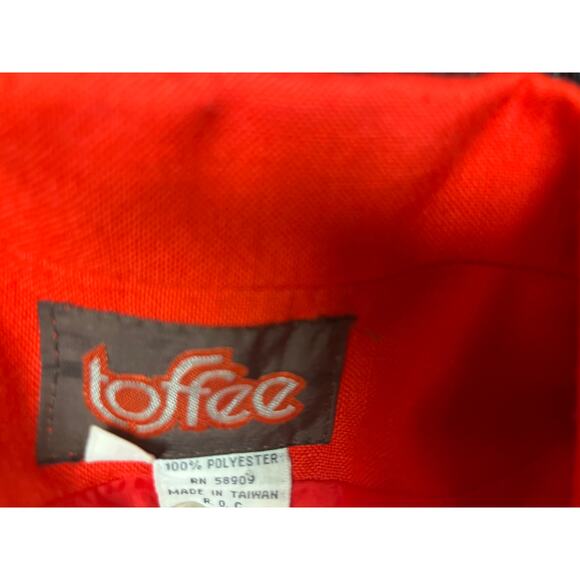 toffee
100% POLYESTER
RN 58909
MADE IN TAIWAN
R.O.C